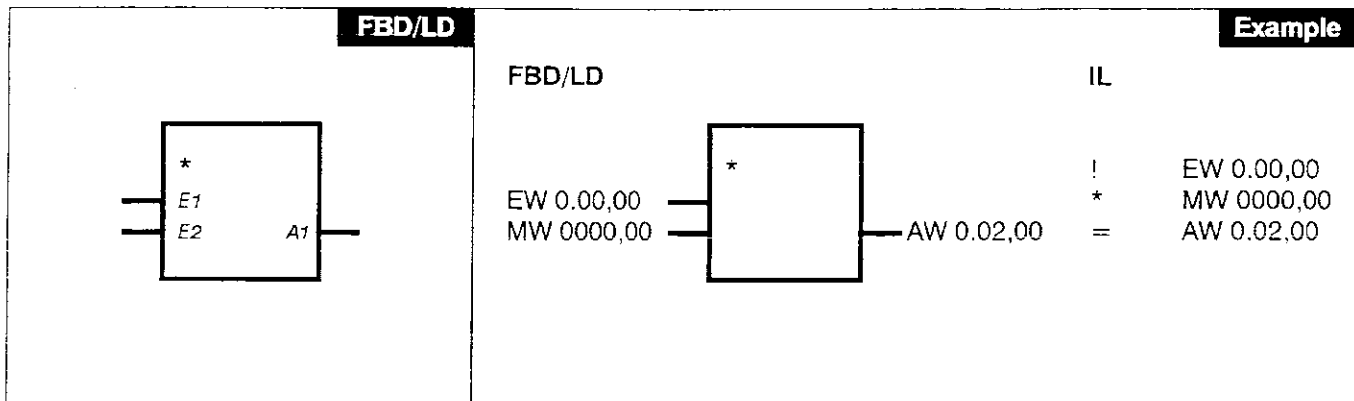 FBD/LD
*
E1
E2 A1
Example
FBD/LD IL
*
EW 0.00,00
MW 0000,00 AW 0.02,00
! EW 0.00,00
* MW 0000,00
= AW 0.02,00